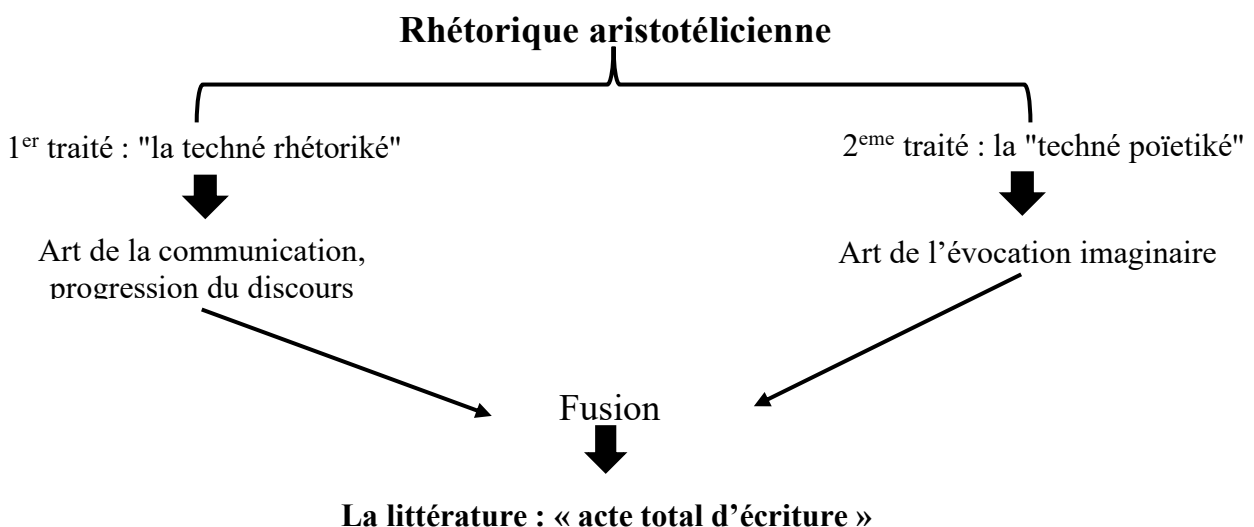 Rhétorique aristotélicienne
1er traité : "la techné rhétoriké"
2eme traité : la "techné poïetiké"
Art de la communication,
progression du discours
Art de l’évocation imaginaire
Fusion
La littérature : « acte total d’écriture »